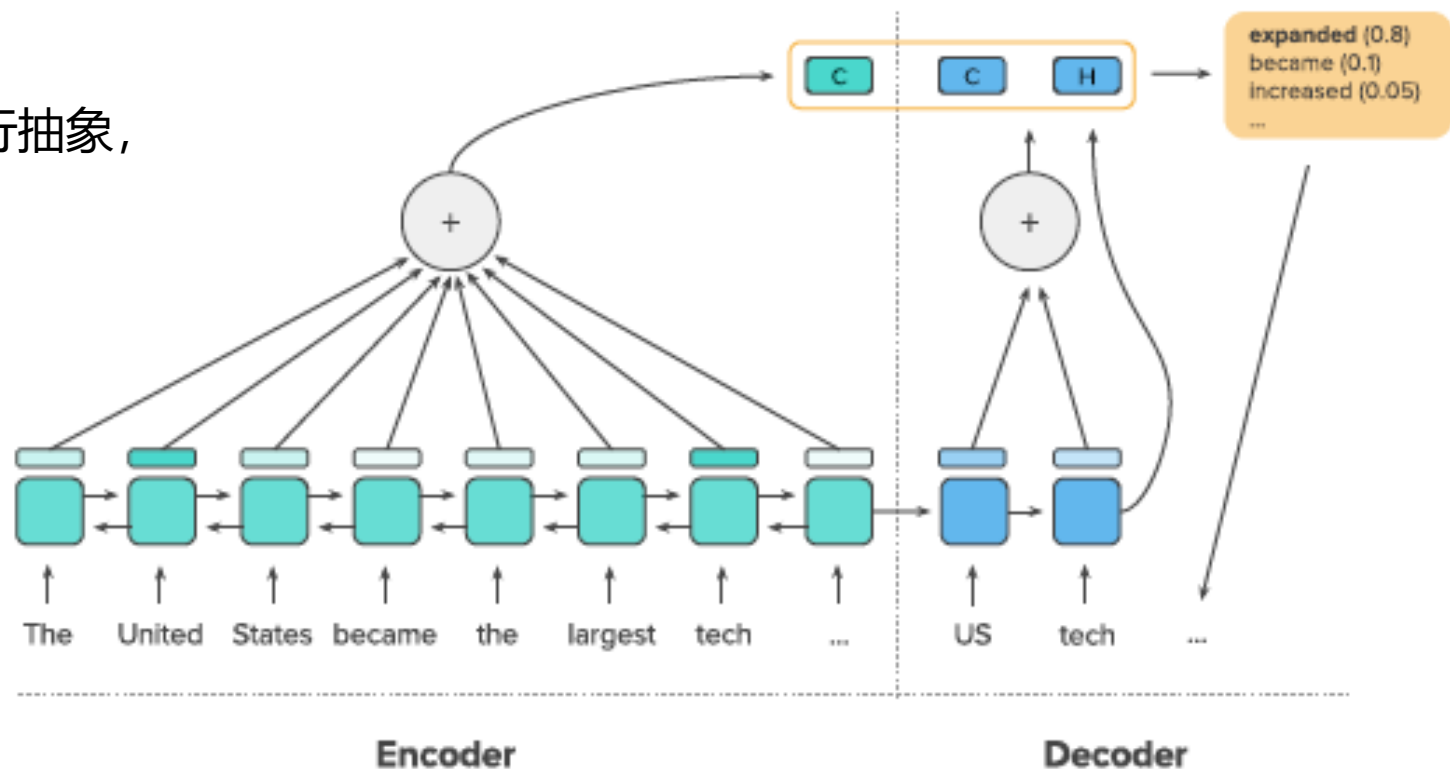 行抽象，
expanded (0.8)
became (0.1)
increased (0.05)
...
C C H
+ +
The United States became the largest tech ... US tech ...
Encoder Decoder